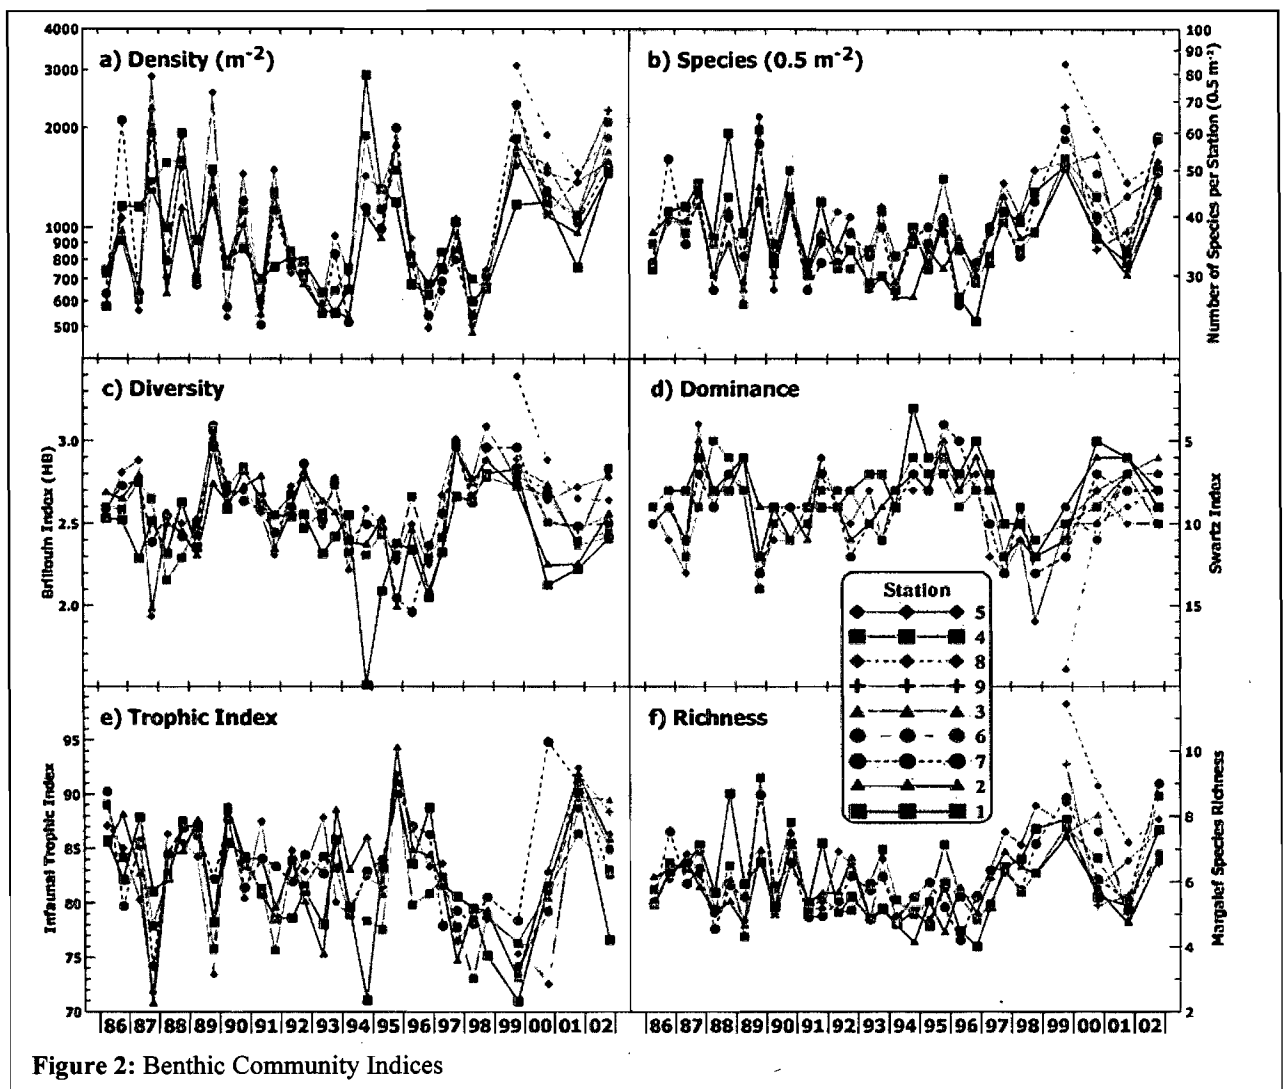 a) Density (m-2)
4000
3000
2000
1000
900
800
700
600
500
b) Species (0.5 m-2)
100
90
80
70
60
50
40
30
Number of Species per Station (0.5 m-2)
c) Diversity
3.0
2.5
2.0
Brillouin Index (HB)
d) Dominance
5
10
15
Swartz Index
Station
5
4
8
9
3
6
7
2
1
e) Trophic Index
95
90
85
80
75
70
Infaunal Trophic Index
f) Richness
10
8
6
4
2
Margalef Species Richness
86 87 88 89 90 91 92 93 94 95 96 97 98 99 00 01 02
86 87 88 89 90 91 92 93 94 95 96 97 98 99 00 01 02
Figure 2: Benthic Community Indices